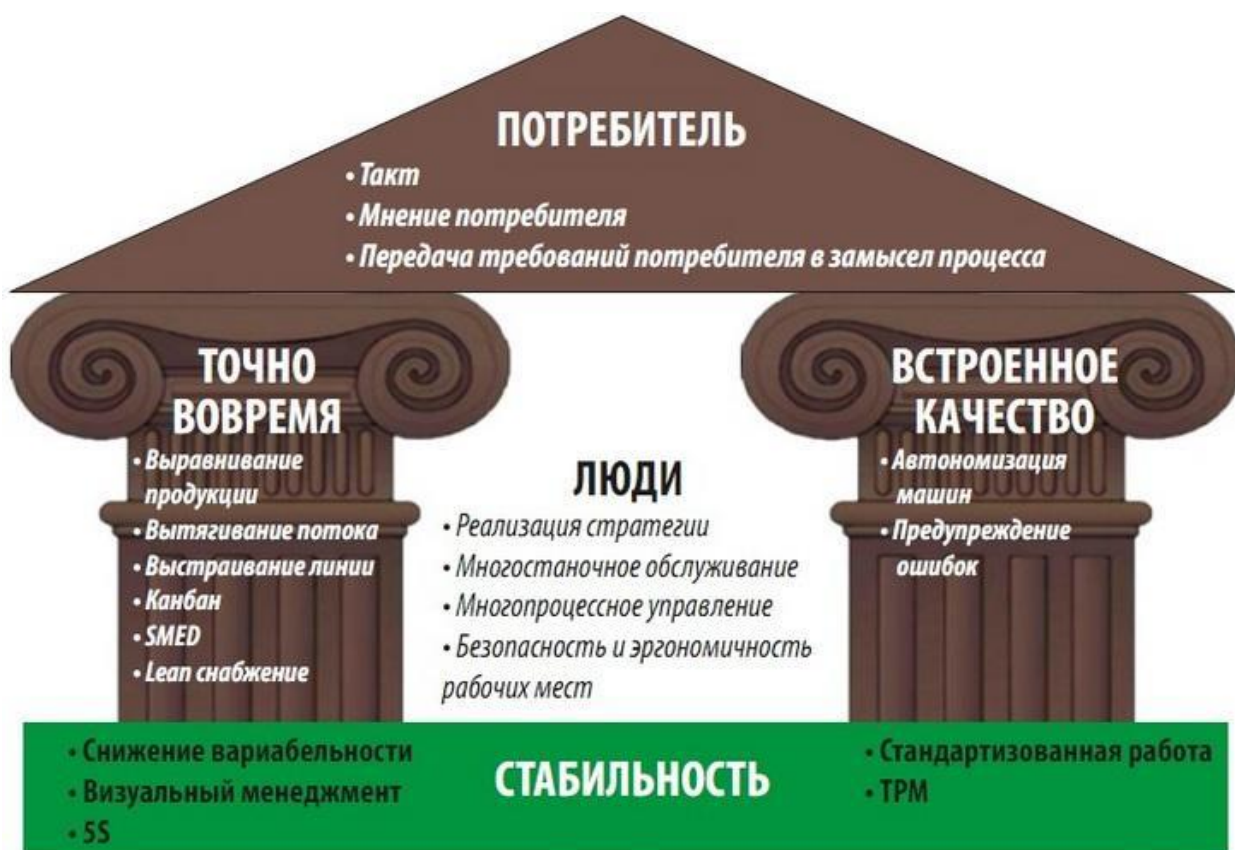 ПОТРЕБИТЕЛЬ
• Такт
• Мнение потребителя
• Передача требований потребителя в замысел процесса
ТОЧНО
ВОВРЕМЯ
• Выравнивание
продукции
• Вытягивание потока
• Выстраивание линии
• Канбан
• SMED
• Lean снабжение
ЛЮДИ
• Реализация стратегии
• Многостаночное обслуживание
• Многопроцессное управление
• Безопасность и эргономичность
рабочих мест
ВСТРОЕННОЕ
КАЧЕСТВО
• Автономизация
машин
• Предупреждение
ошибок
• Снижение вариабельности
• Визуальный менеджмент
• 5S
СТАБИЛЬНОСТЬ
• Стандартизованная работа
• ТРМ